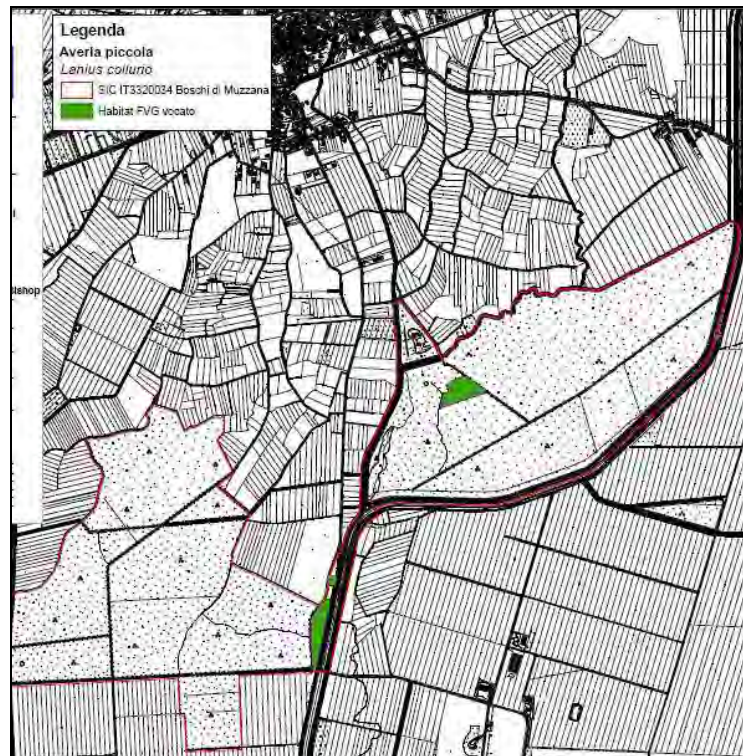 Legenda
Averla piccola
Lanius collurio
SIC IT3320034 Boschi di Muzzana
Habitat FVG vocato